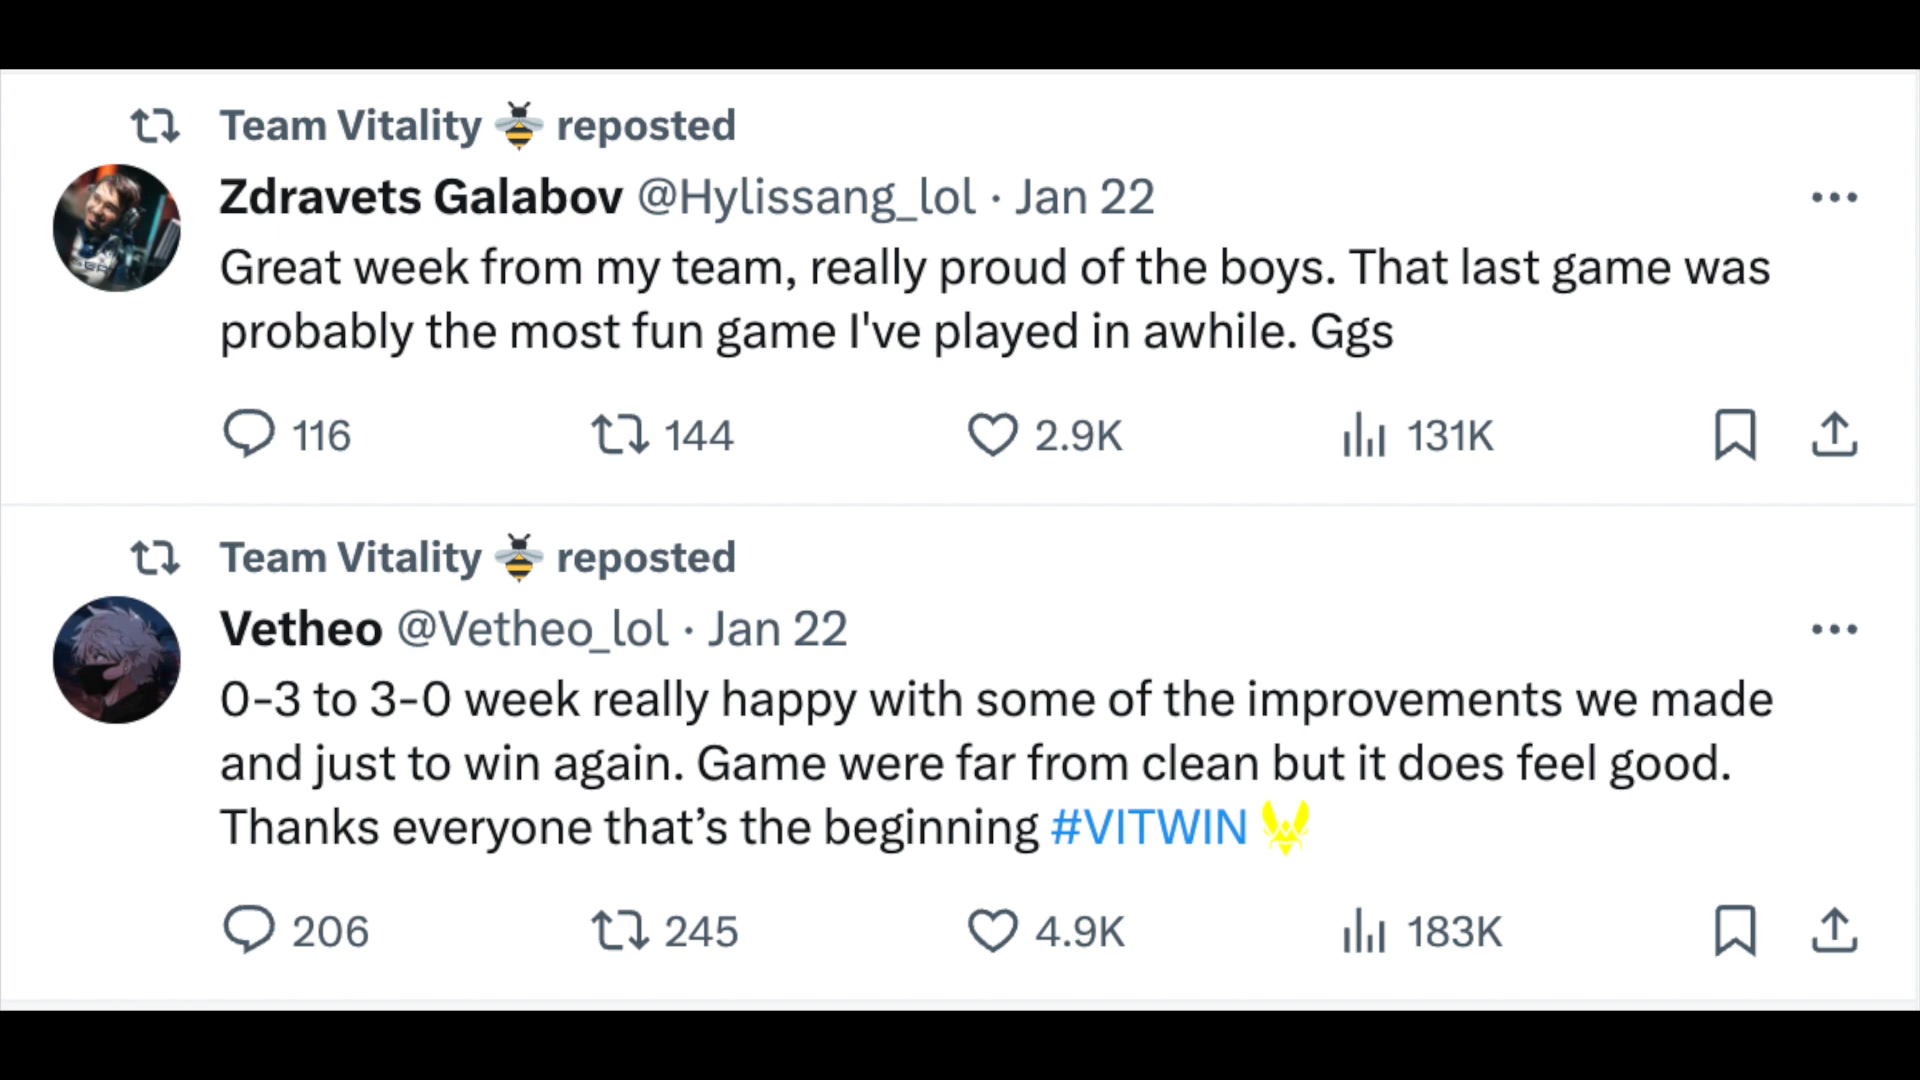 Team Vitality 🐝 reposted
Zdravets Galabov @Hylissang_lol · Jan 22
Great week from my team, really proud of the boys. That last game was
probably the most fun game I've played in awhile. Ggs
116 144 2.9K 131K
Team Vitality 🐝 reposted
Vetheo @Vetheo_lol · Jan 22
0-3 to 3-0 week really happy with some of the improvements we made
and just to win again. Game were far from clean but it does feel good.
Thanks everyone that’s the beginning #VITWIN
206 245 4.9K 183K